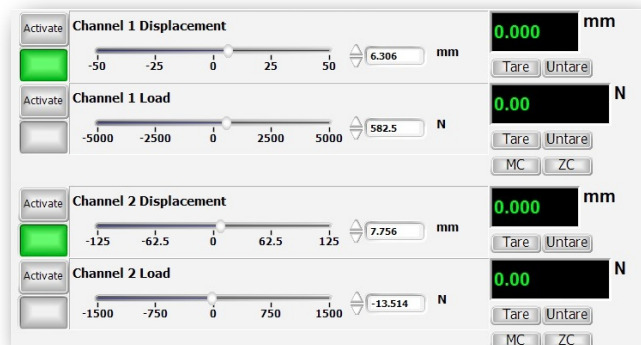 Activate Channel 1 Displacement 0.000 mm
-50 -25 0 25 50 6.306 mm
Tare Untare
Activate Channel 1 Load 0.00 N
-5000 -2500 0 2500 5000 582.5 N
Tare Untare
MC ZC
Activate Channel 2 Displacement 0.000 mm
-125 -62.5 0 62.5 125 7.756 mm
Tare Untare
Activate Channel 2 Load 0.00 N
-1500 -750 0 750 1500 -13.514 N
Tare Untare
MC ZC